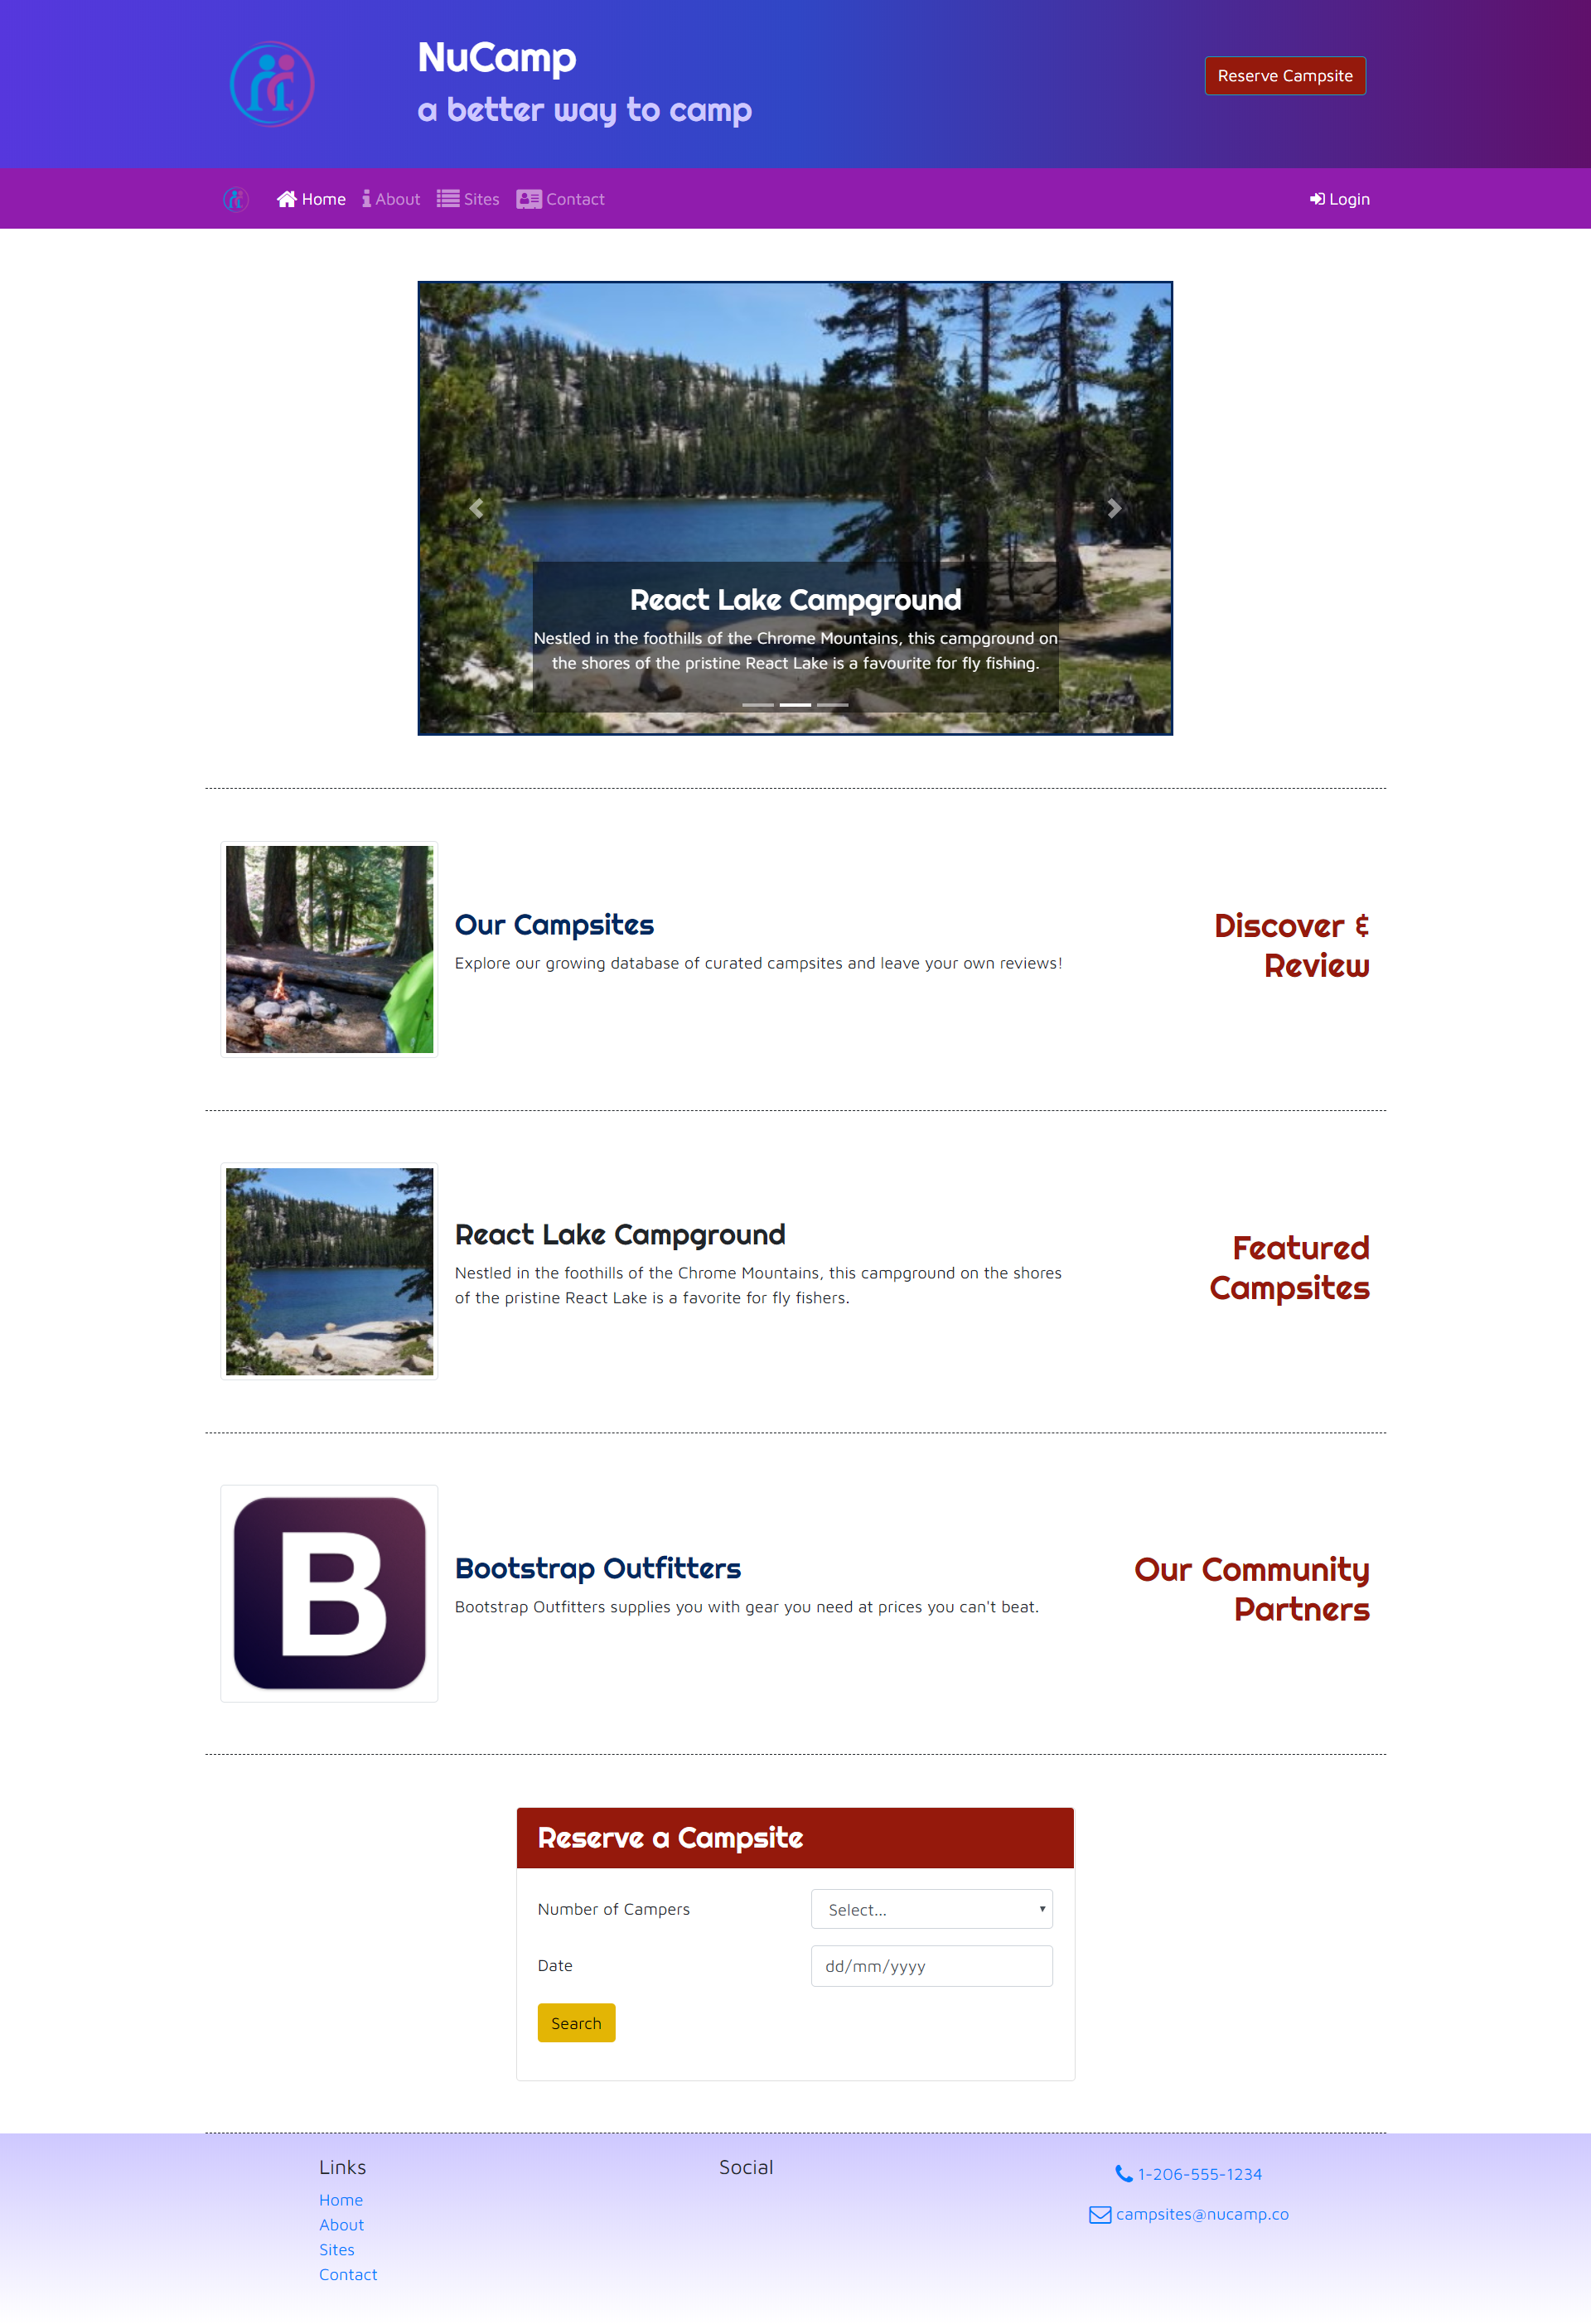 NuCamp
a better way to camp
Reserve Campsite
Home
About
Sites
Contact
Login
React Lake Campground
Nestled in the foothills of the Chrome Mountains, this campground on
the shores of the pristine React Lake is a favourite for fly fishing.
Our Campsites
Explore our growing database of curated campsites and leave your own reviews!
Discover &
Review
React Lake Campground
Nestled in the foothills of the Chrome Mountains, this campground on the shores
of the pristine React Lake is a favorite for fly fishers.
Featured
Campsites
B
Bootstrap Outfitters
Bootstrap Outfitters supplies you with gear you need at prices you can't beat.
Our Community
Partners
Reserve a Campsite
Number of Campers
Select...
Date
dd/mm/yyyy
Search
Links
Home
About
Sites
Contact
Social
1-206-555-1234
campsites@nucamp.co